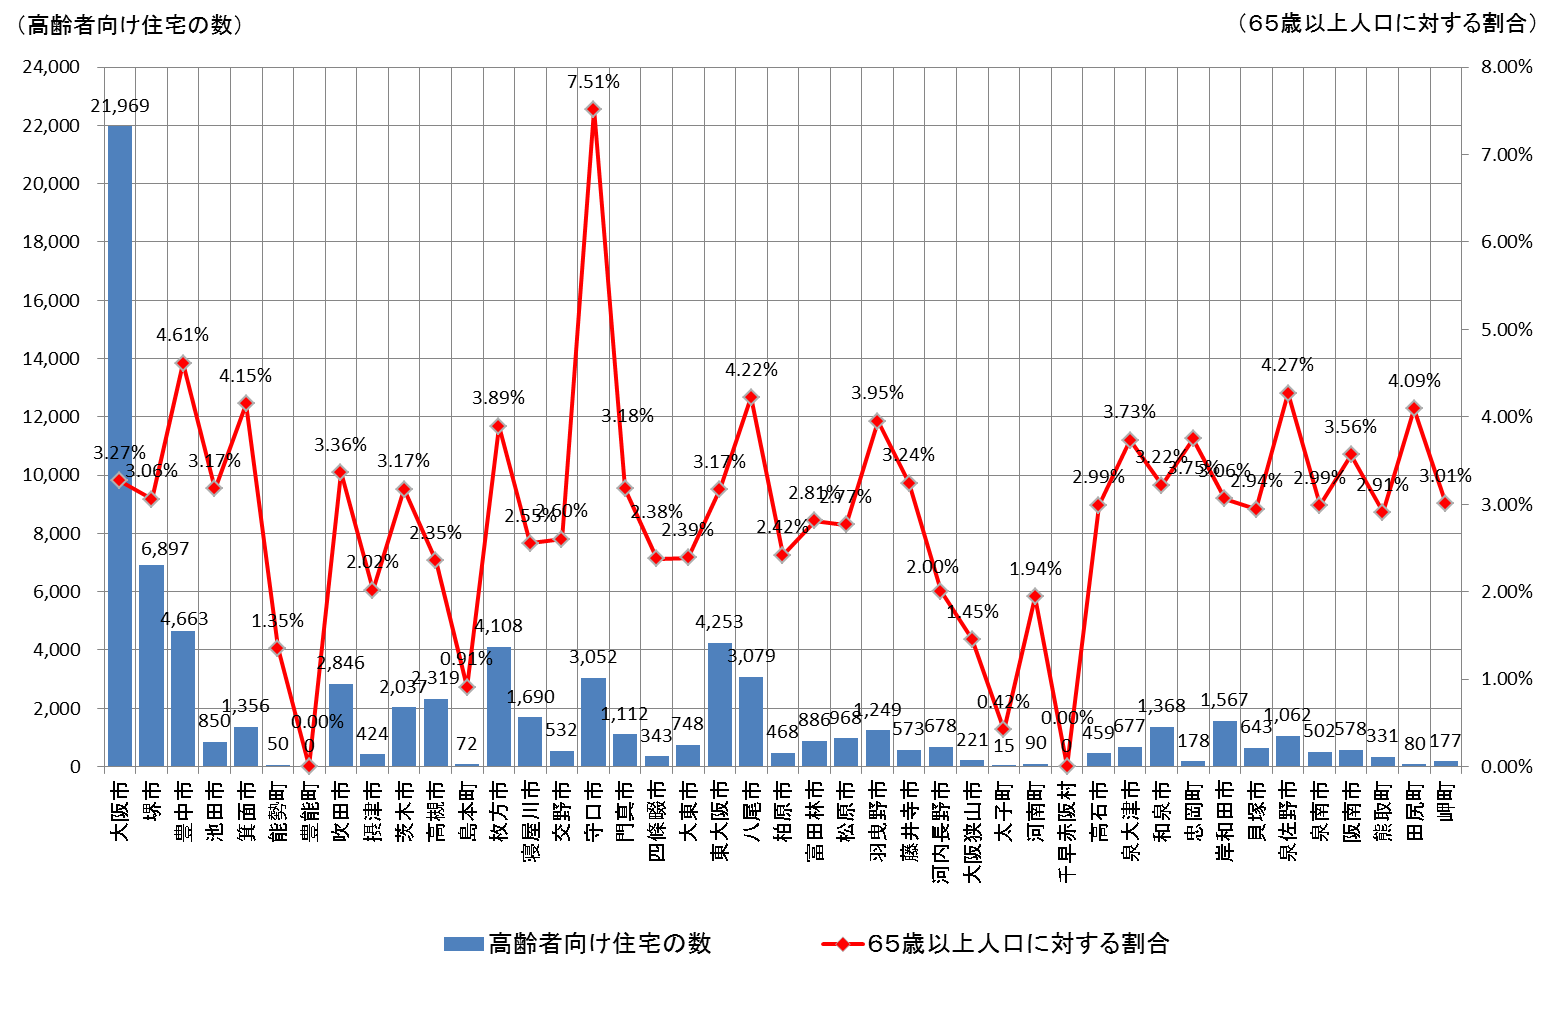 （高齢者向け住宅の数）
（６５歳以上人口に対する割合）
24,000
22,000
20,000
18,000
16,000
14,000
12,000
10,000
8,000
6,000
4,000
2,000
0
8.00%
7.00%
6.00%
5.00%
4.00%
3.00%
2.00%
1.00%
0.00%
21,969
6,897
4,663
850
1,356
50
0
2,846
424
2,037
2,319
72
4,108
1,690
532
3,052
1,112
343
748
4,253
3,079
468
886
968
1,249
573
678
221
15
90
0
459
677
1,368
178
1,567
643
1,062
502
578
331
80
177
3.27%
3.06%
4.61%
3.17%
4.15%
1.35%
0.00%
3.36%
2.02%
3.17%
2.35%
0.91%
3.89%
2.55%
2.60%
7.51%
3.18%
2.38%
2.39%
3.17%
4.22%
2.42%
2.81%
2.77%
3.95%
3.24%
2.00%
1.45%
0.42%
1.94%
0.00%
2.99%
3.73%
3.22%
3.75%
3.06%
2.94%
4.27%
2.99%
3.56%
2.91%
4.09%
3.01%
大阪市
堺市
豊中市
池田市
箕面市
能勢町
豊能町
吹田市
摂津市
茨木市
高槻市
島本町
枚方市
寝屋川市
交野市
守口市
門真市
四條畷市
大東市
東大阪市
八尾市
柏原市
富田林市
松原市
羽曳野市
藤井寺市
河内長野市
大阪狭山市
太子町
河南町
千早赤阪村
高石市
泉大津市
和泉市
忠岡町
岸和田市
貝塚市
泉佐野市
泉南市
阪南市
熊取町
田尻町
岬町
高齢者向け住宅の数
６５歳以上人口に対する割合